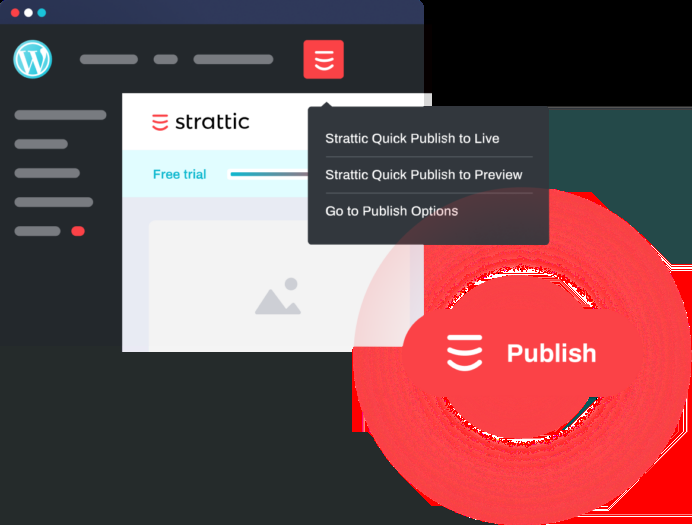 strattic
Free trial
Strattic Quick Publish to Live
Strattic Quick Publish to Preview
Go to Publish Options
Publish